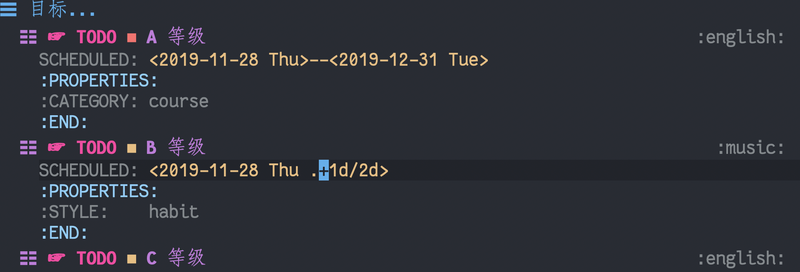 目标...
TODO A 等级 :english:
SCHEDULED: <2019-11-28 Thu>--<2019-12-31 Tue>
:PROPERTIES:
:CATEGORY: course
:END:
TODO B 等级 :music:
SCHEDULED: <2019-11-28 Thu .+1d/2d>
:PROPERTIES:
:STYLE: habit
:END:
TODO C 等级 :english: